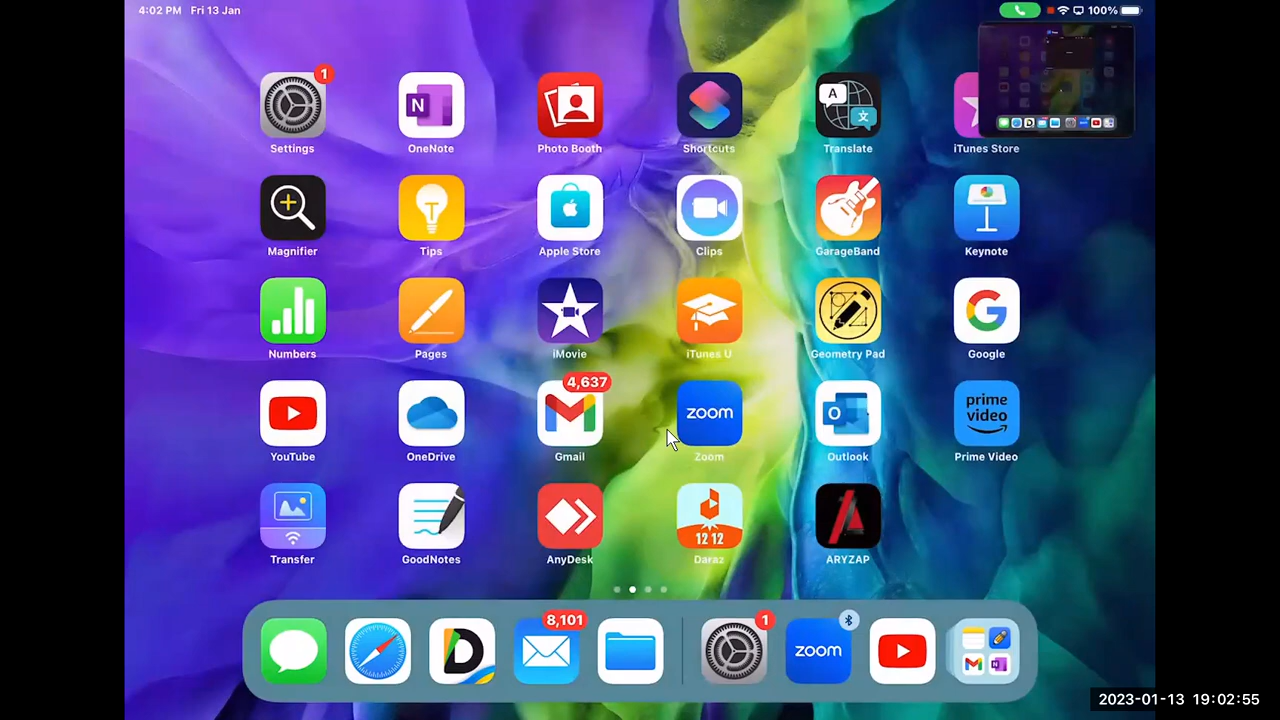 4:02 PM Fri 13 Jan
100%
1
Settings
N
OneNote
Photo Booth
Shortcuts
A
文
Translate
iTunes Store
Magnifier
Tips
Apple Store
Clips
GarageBand
Keynote
Numbers
Pages
iMovie
iTunes U
Geometry Pad
G
Google
YouTube
OneDrive
4,637
Gmail
zoom
Zoom
O
Outlook
prime
video
Prime Video
Transfer
GoodNotes
AnyDesk
12 12
Daraz
ARYZAP
D
8,101
1
zoom
2023-01-13 19:02:55